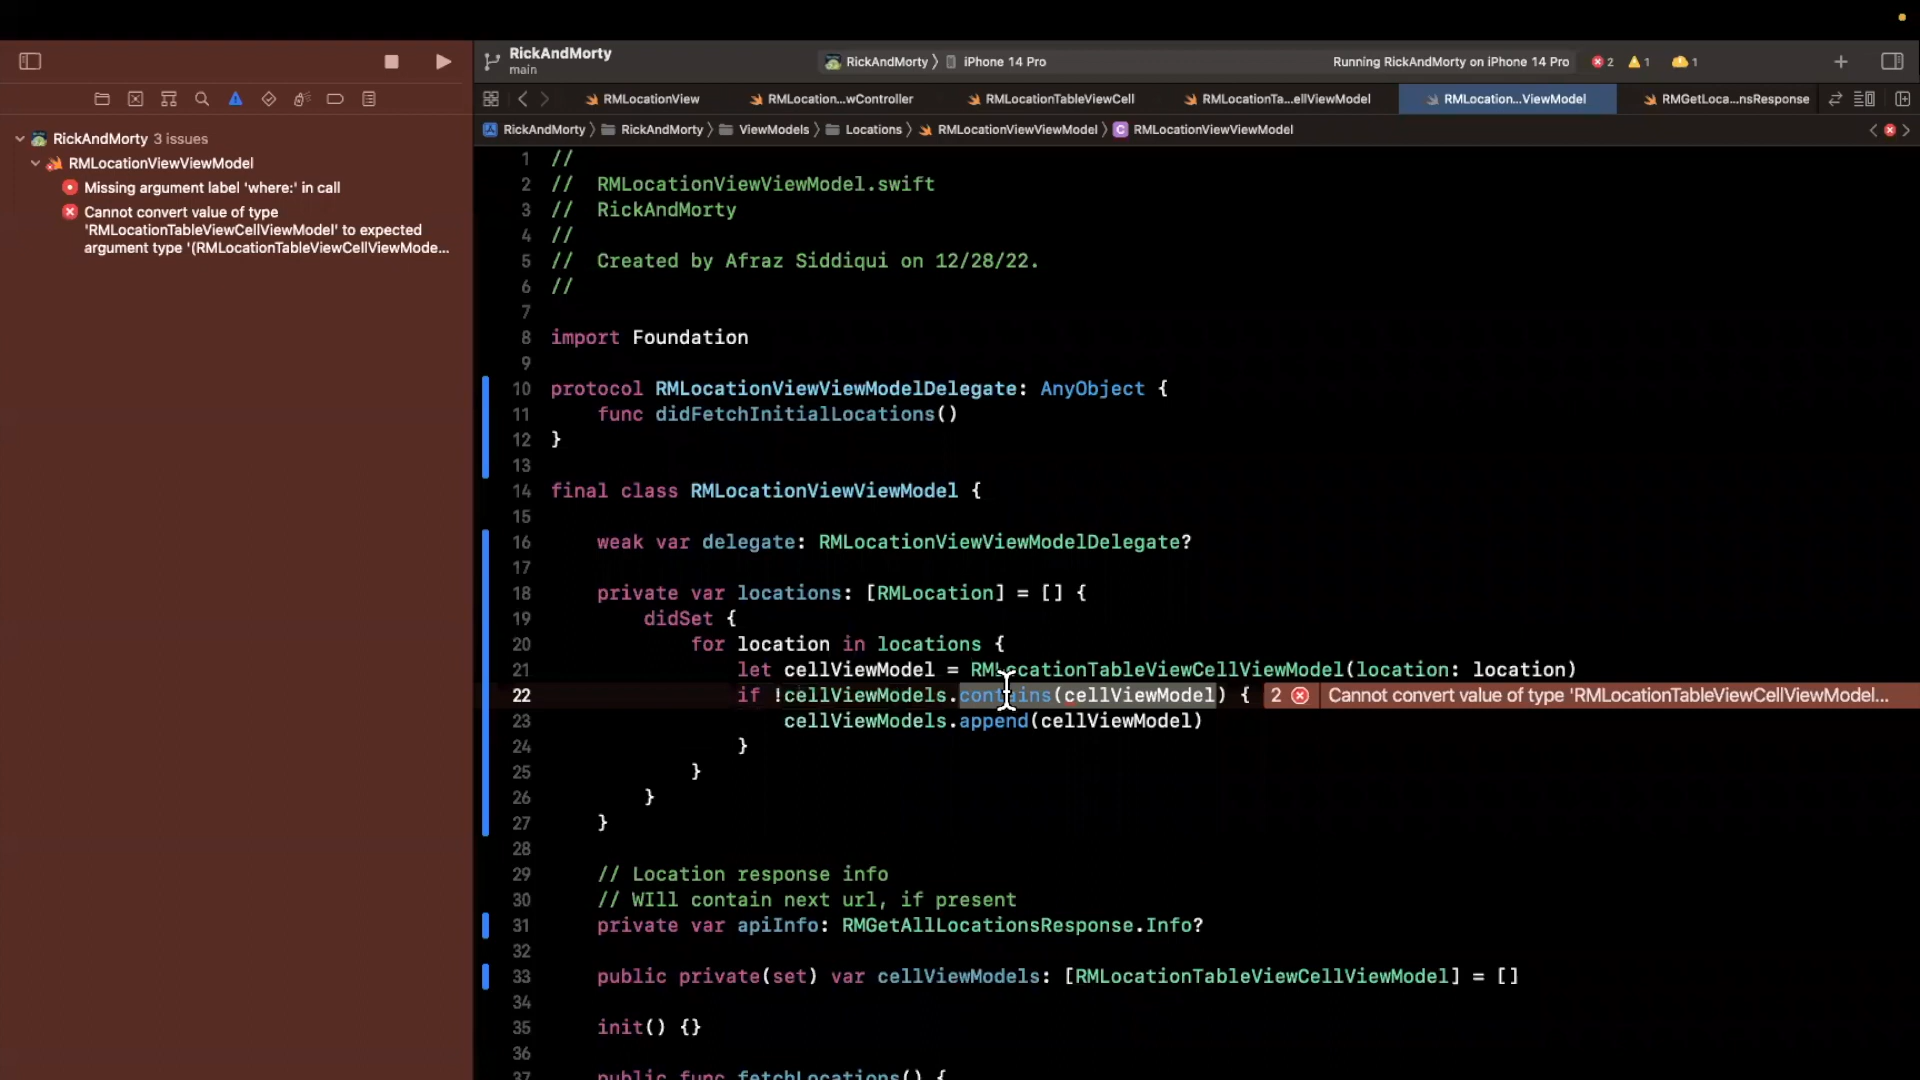 RickAndMorty
main
RickAndMorty
iPhone 14 Pro
Running RickAndMorty on iPhone 14 Pro
2
1
1
RMLocationView
RMLocation...wController
RMLocationTableViewCell
RMLocationTa...ellViewModel
RMLocation...ViewModel
RMGetLoca...nsResponse
RickAndMorty
RickAndMorty
ViewModels
Locations
RMLocationViewViewModel
C
RMLocationViewViewModel
RickAndMorty 3 issues
RMLocationViewViewModel
Missing argument label 'where:' in call
Cannot convert value of type
'RMLocationTableViewCellViewModel' to expected
argument type '(RMLocationTableViewCellViewMode...
1 //
2 //  RMLocationViewViewModel.swift
3 //  RickAndMorty
4 //
5 //  Created by Afraz Siddiqui on 12/28/22.
6 //
7
8 import Foundation
9
10 protocol RMLocationViewViewModelDelegate: AnyObject {
11     func didFetchInitialLocations()
12 }
13
14 final class RMLocationViewViewModel {
15
16     weak var delegate: RMLocationViewViewModelDelegate?
17
18     private var locations: [RMLocation] = [] {
19         didSet {
20             for location in locations {
21                 let cellViewModel = RMLocationTableViewCellViewModel(location: location)
22                 if !cellViewModels.contains(cellViewModel) { 2 Cannot convert value of type 'RMLocationTableViewCellViewModel...
23                     cellViewModels.append(cellViewModel)
24                 }
25             }
26         }
27     }
28
29     // Location response info
30     // WIll contain next url, if present
31     private var apiInfo: RMGetAllLocationsResponse.Info?
32
33     public private(set) var cellViewModels: [RMLocationTableViewCellViewModel] = []
34
35     init() {}
36
37     public func fetchLocations() {